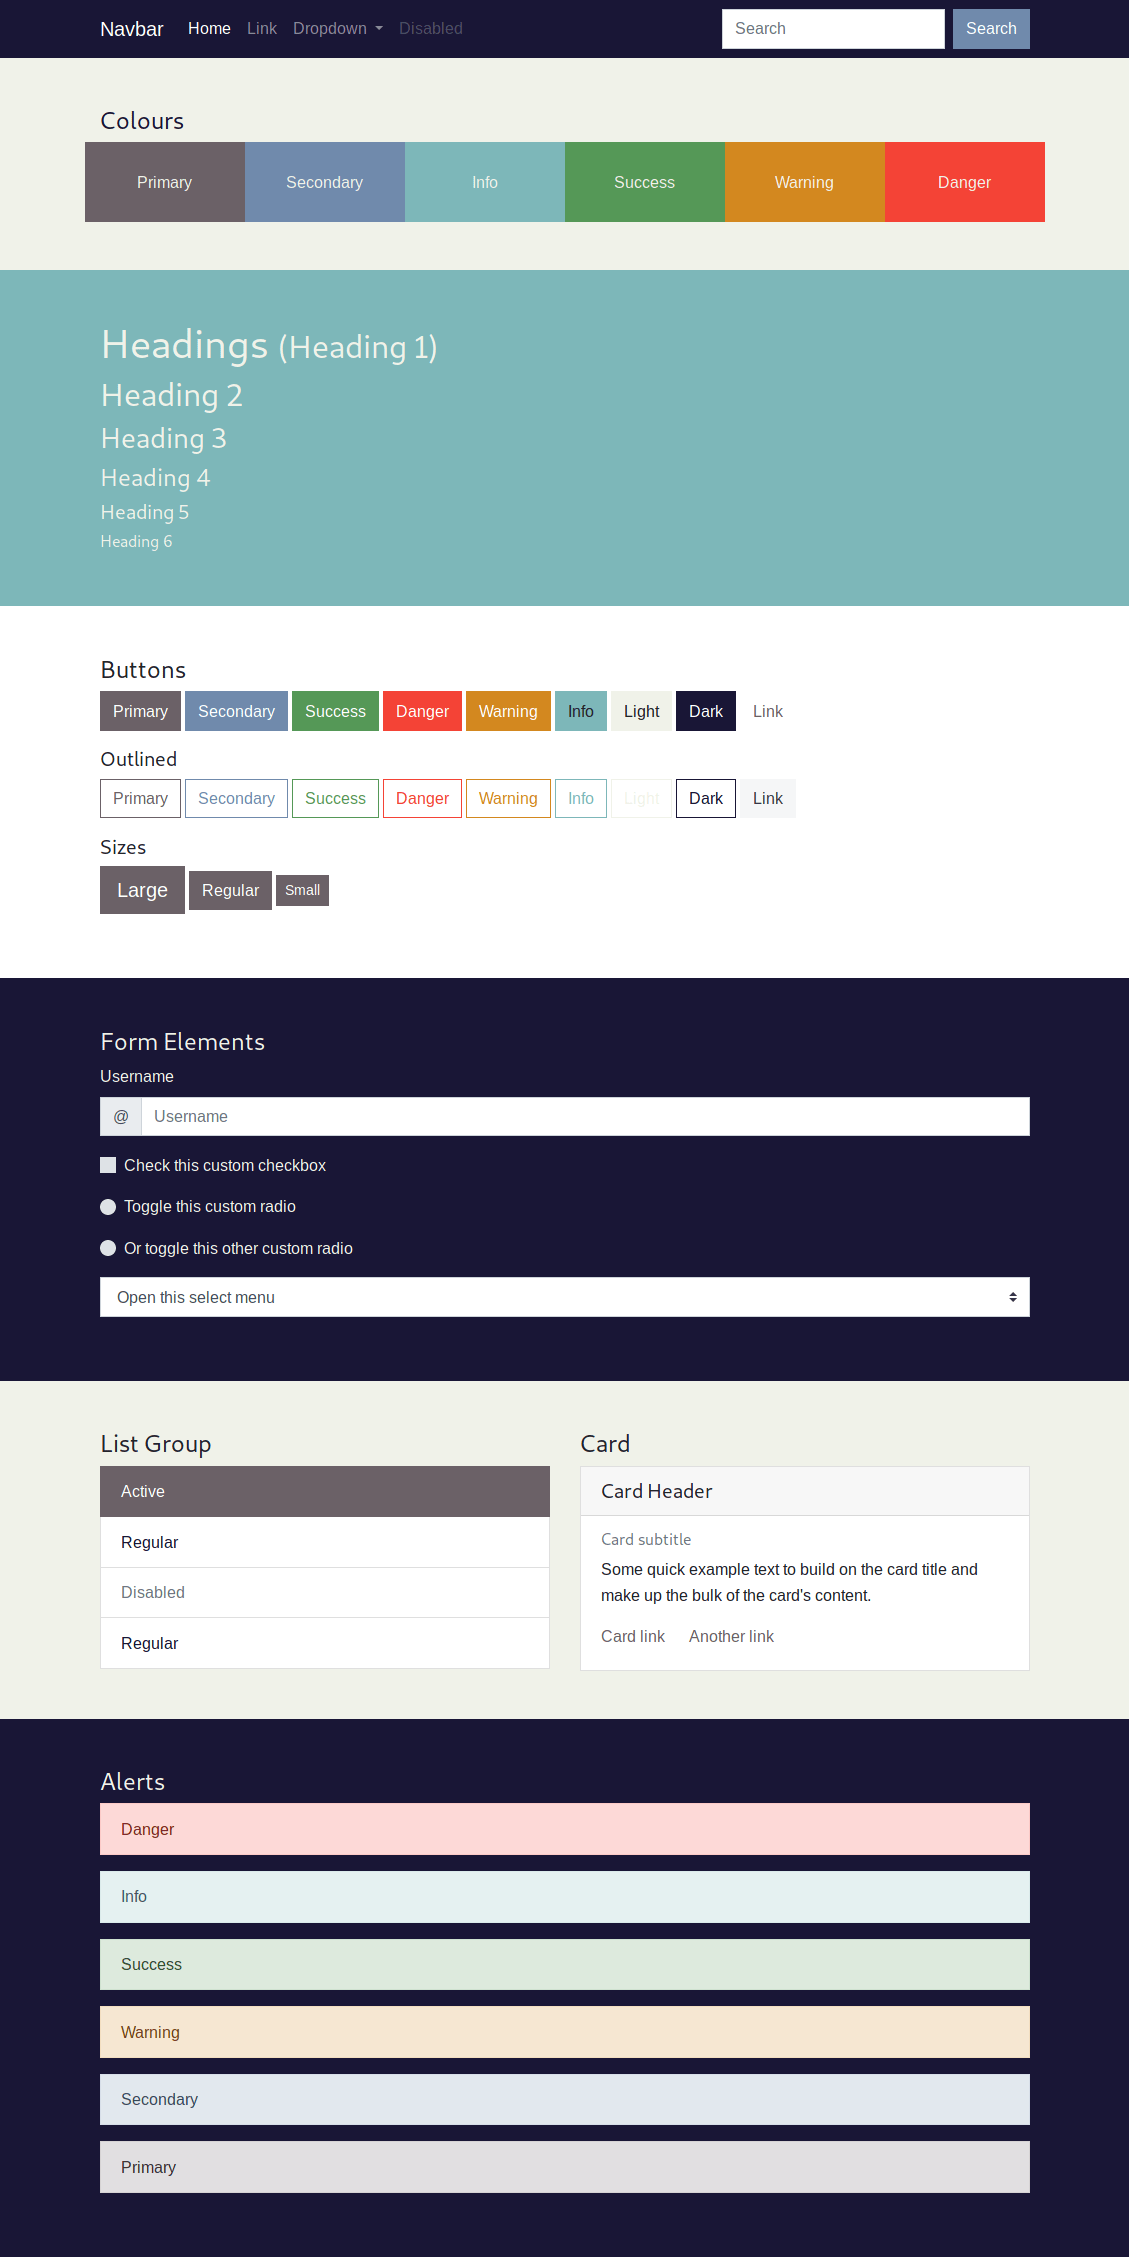 Navbar Home Link Dropdown Disabled Search Search
Colours
Primary Secondary Info Success Warning Danger
Headings (Heading 1)
Heading 2
Heading 3
Heading 4
Heading 5
Heading 6
Buttons
Primary Secondary Success Danger Warning Info Light Dark Link
Outlined
Primary Secondary Success Danger Warning Info Light Dark Link
Sizes
Large Regular Small
Form Elements
Username
@ Username
Check this custom checkbox
Toggle this custom radio
Or toggle this other custom radio
Open this select menu
List Group
Active
Regular
Disabled
Regular
Card
Card Header
Card subtitle
Some quick example text to build on the card title and
make up the bulk of the card's content.
Card link Another link
Alerts
Danger
Info
Success
Warning
Secondary
Primary